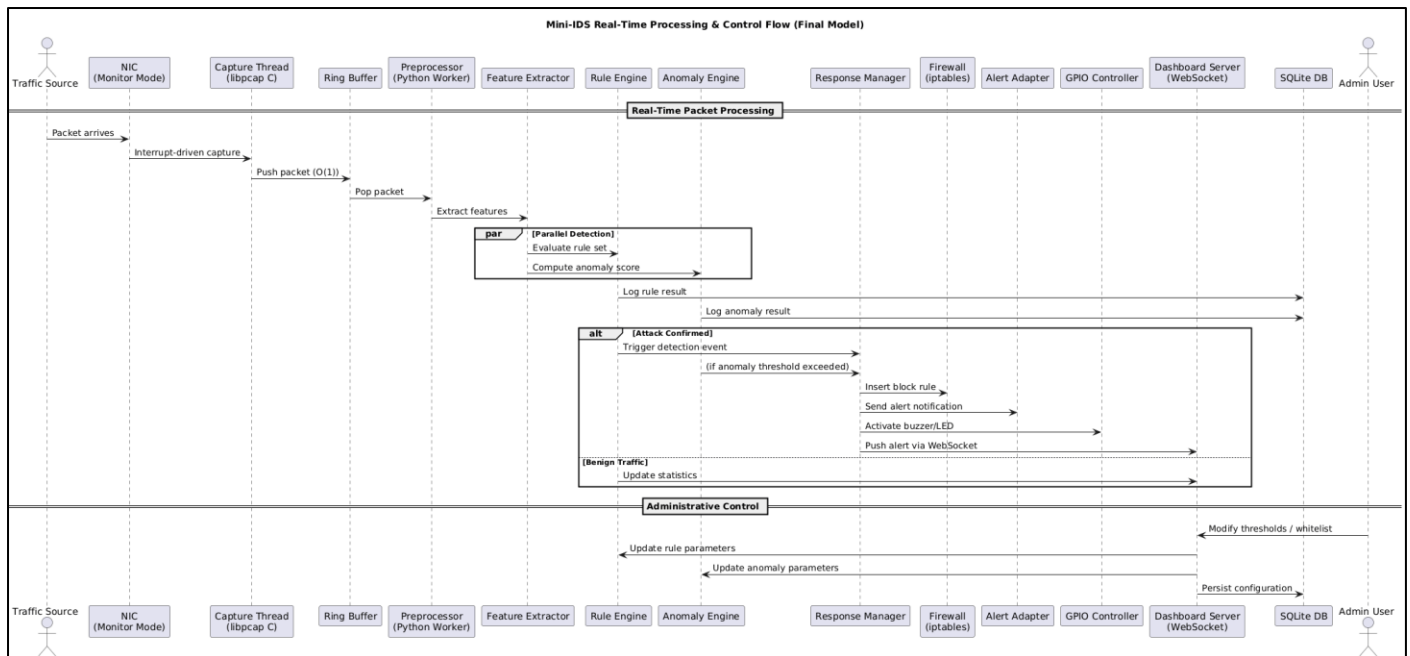 Mini-IDS Real-Time Processing & Control Flow (Final Model)
Traffic Source
NIC
(Monitor Mode)
Capture Thread
(libpcap C)
Ring Buffer
Preprocessor
(Python Worker)
Feature Extractor
Rule Engine
Anomaly Engine
Response Manager
Firewall
(iptables)
Alert Adapter
GPIO Controller
Dashboard Server
(WebSocket)
SQLite DB
Admin User
Real-Time Packet Processing
Packet arrives
Interrupt-driven capture
Push packet (O(1))
Pop packet
Extract features
par [Parallel Detection]
Evaluate rule set
Compute anomaly score
Log rule result
Log anomaly result
alt [Attack Confirmed]
Trigger detection event
(if anomaly threshold exceeded)
Insert block rule
Send alert notification
Activate buzzer/LED
Push alert via WebSocket
[Benign Traffic]
Update statistics
Administrative Control
Modify thresholds / whitelist
Update rule parameters
Update anomaly parameters
Persist configuration
Traffic Source
NIC
(Monitor Mode)
Capture Thread
(libpcap C)
Ring Buffer
Preprocessor
(Python Worker)
Feature Extractor
Rule Engine
Anomaly Engine
Response Manager
Firewall
(iptables)
Alert Adapter
GPIO Controller
Dashboard Server
(WebSocket)
SQLite DB
Admin User